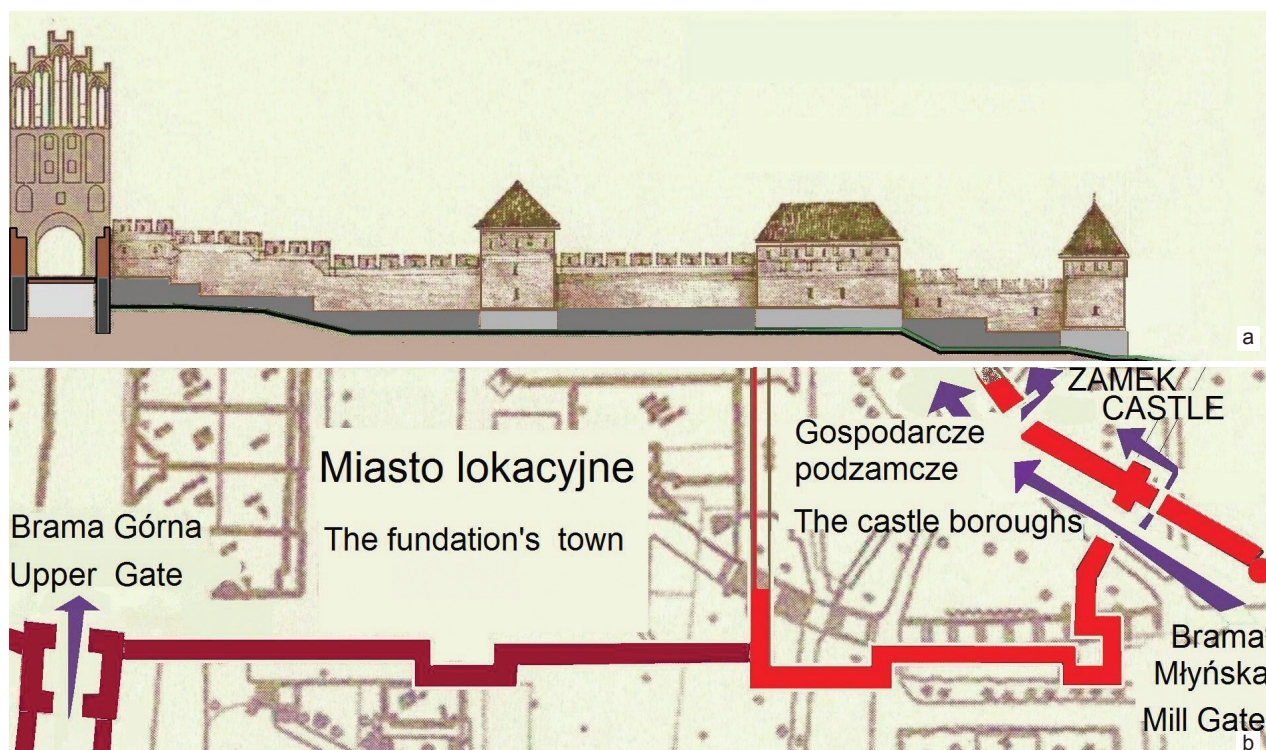 a
ZAMEK
CASTLE
Gospodarcze
podzamcze
The castle boroughs
Miasto lokacyjne
The fundation's town
Brama Górna
Upper Gate
Brama
Młyńska
Mill Gate
b